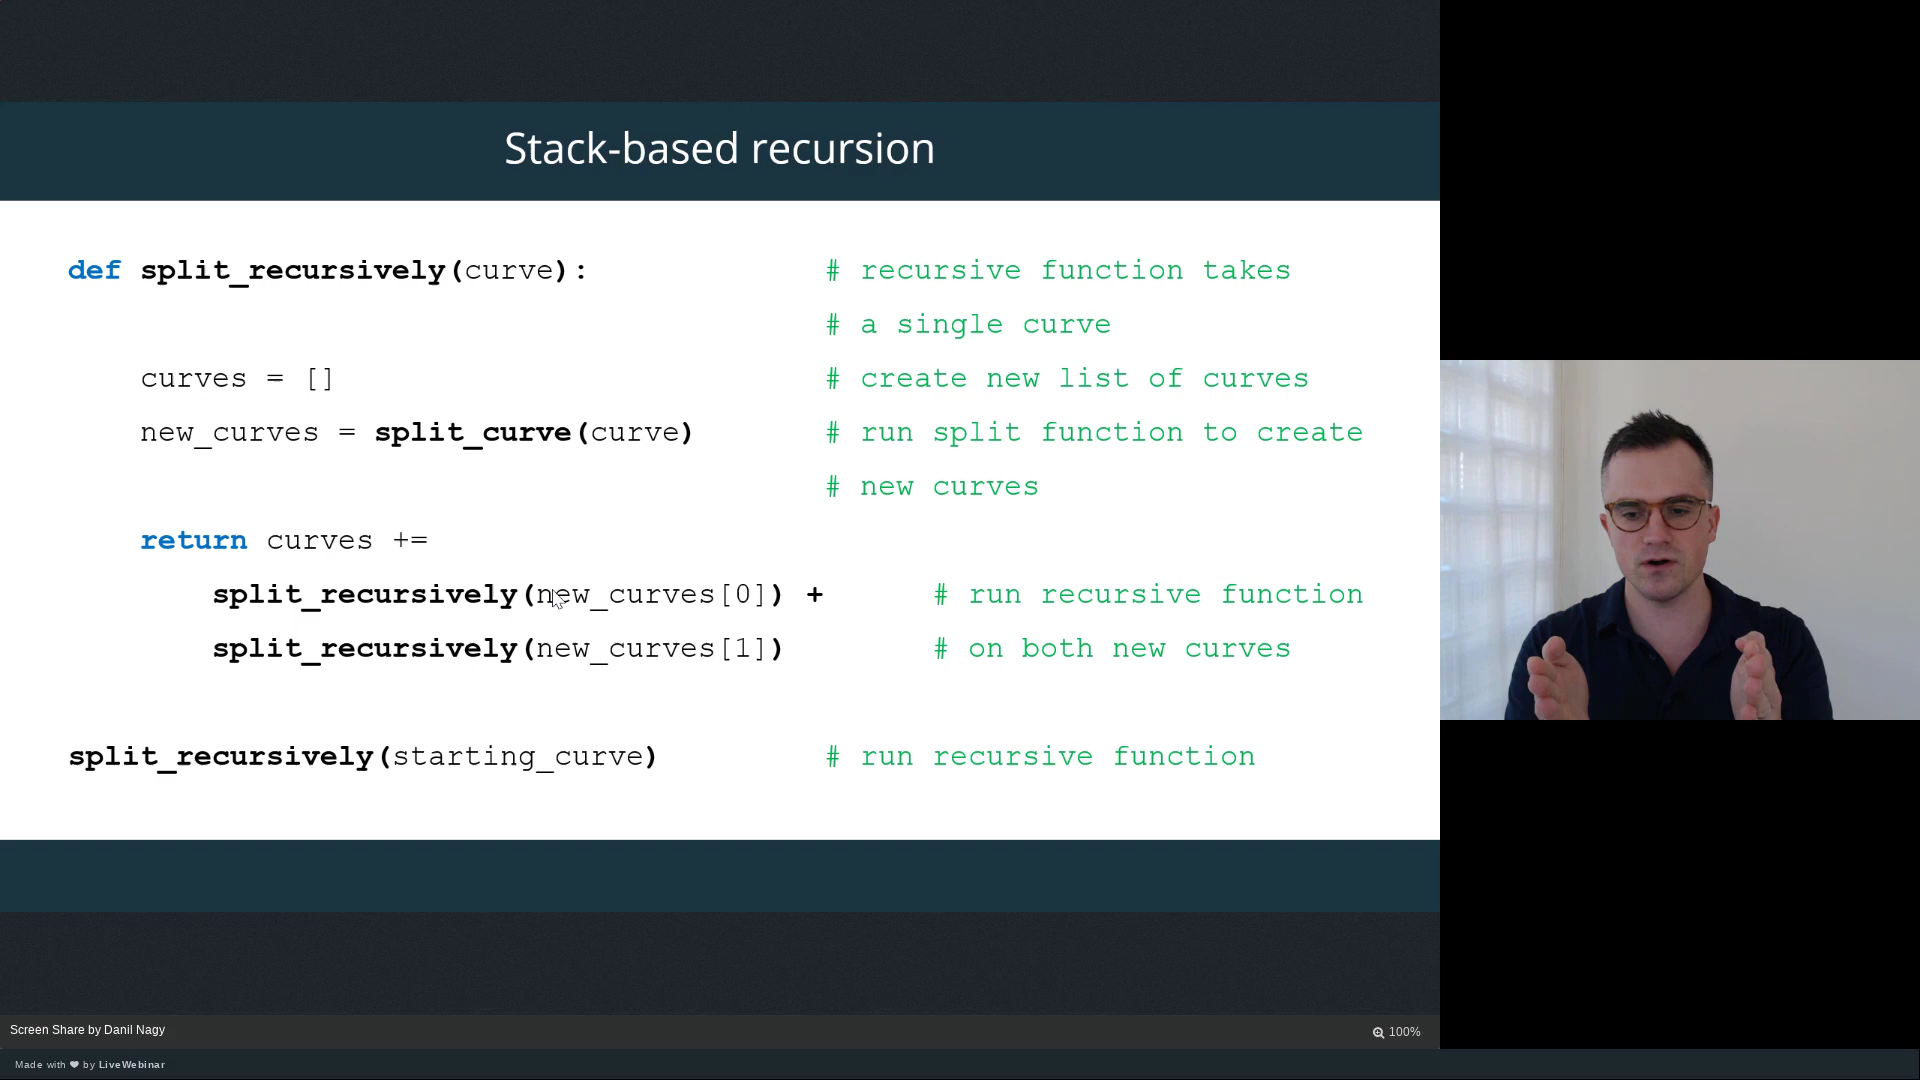 Stack-based recursion
def split_recursively(curve): # recursive function takes
# a single curve
curves = [] # create new list of curves
new_curves = split_curve(curve) # run split function to create
# new curves
return curves +=
split_recursively(new_curves[0]) + # run recursive function
split_recursively(new_curves[1]) # on both new curves
split_recursively(starting_curve) # run recursive function
Screen Share by Danil Nagy
100%
Made with ❤ by LiveWebinar